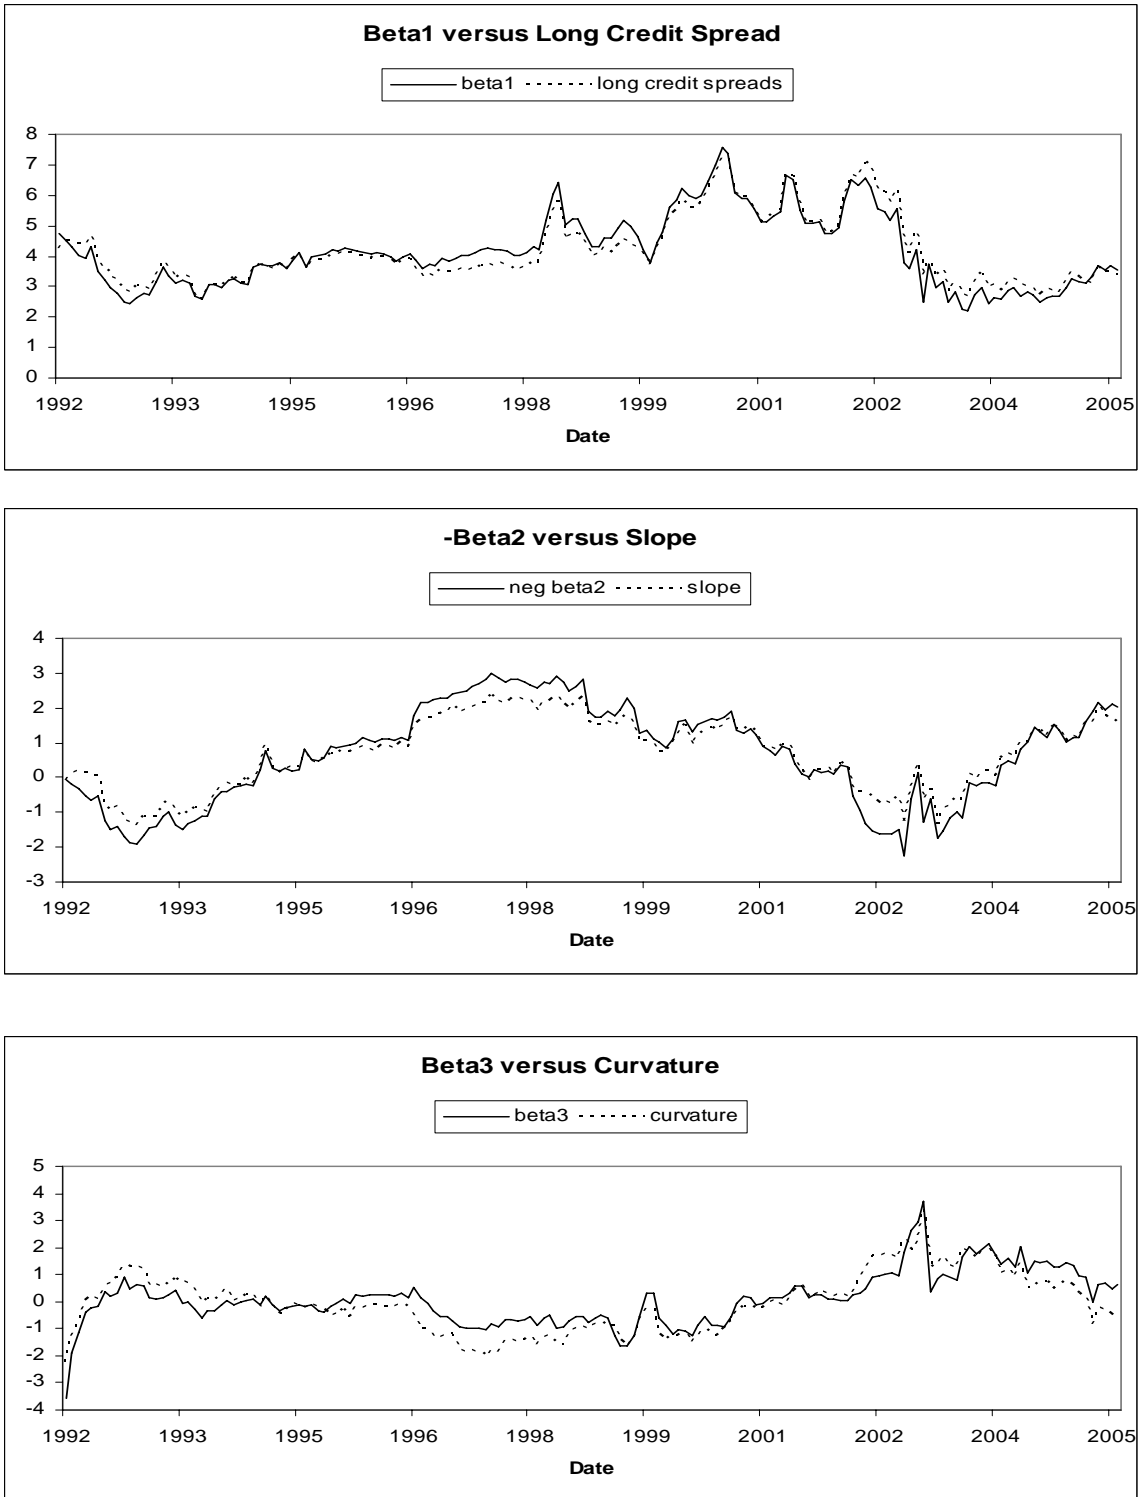 Beta1 versus Long Credit Spread
beta1 long credit spreads
8
7
6
5
4
3
2
1
0
1992 1993 1995 1996 1998 1999 2001 2002 2004 2005
Date
-Beta2 versus Slope
neg beta2 slope
4
3
2
1
0
-1
-2
-3
1992 1993 1995 1996 1998 1999 2001 2002 2004 2005
Date
Beta3 versus Curvature
beta3 curvature
5
4
3
2
1
0
-1
-2
-3
-4
1992 1993 1995 1996 1998 1999 2001 2002 2004 2005
Date